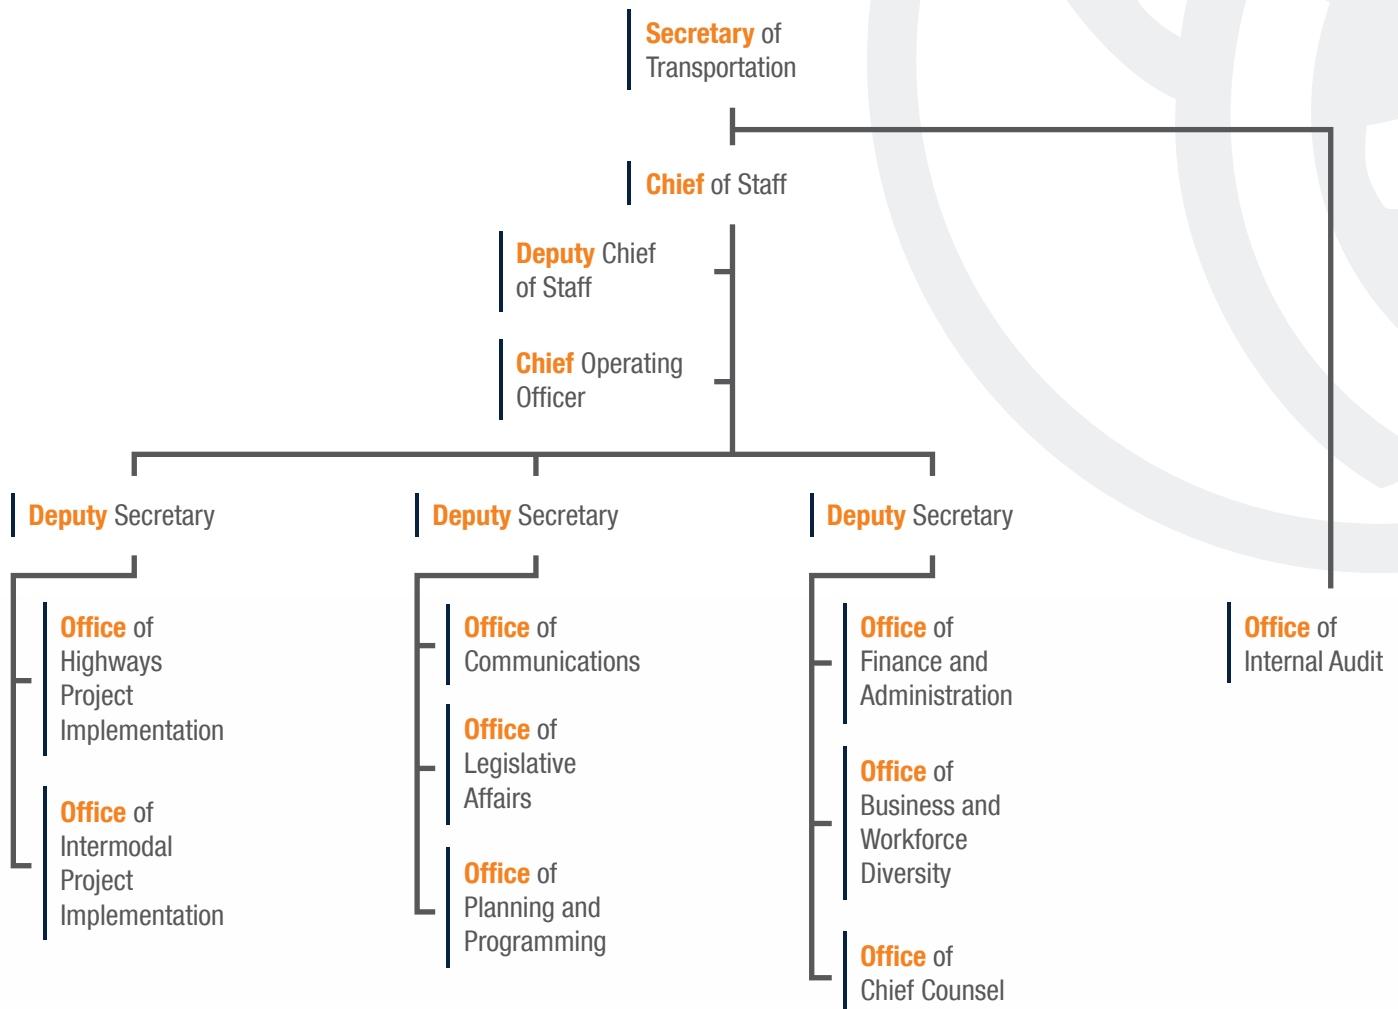 Secretary of
Transportation
Chief of Staff
Deputy Chief
of Staff
Chief Operating
Officer
Deputy Secretary
Office of
Highways
Project
Implementation
Office of
Intermodal
Project
Implementation
Deputy Secretary
Office of
Communications
Office of
Legislative
Affairs
Office of
Planning and
Programming
Deputy Secretary
Office of
Finance and
Administration
Office of
Business and
Workforce
Diversity
Office of
Chief Counsel
Office of
Internal Audit